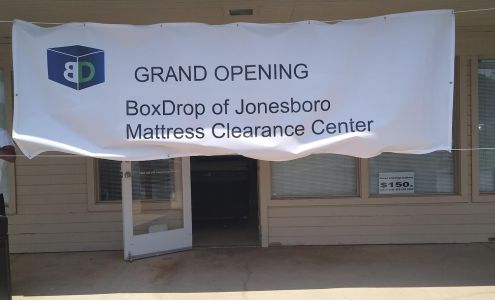 BD
GRAND OPENING
BoxDrop of Jonesboro
Mattress Clearance Center
$150.